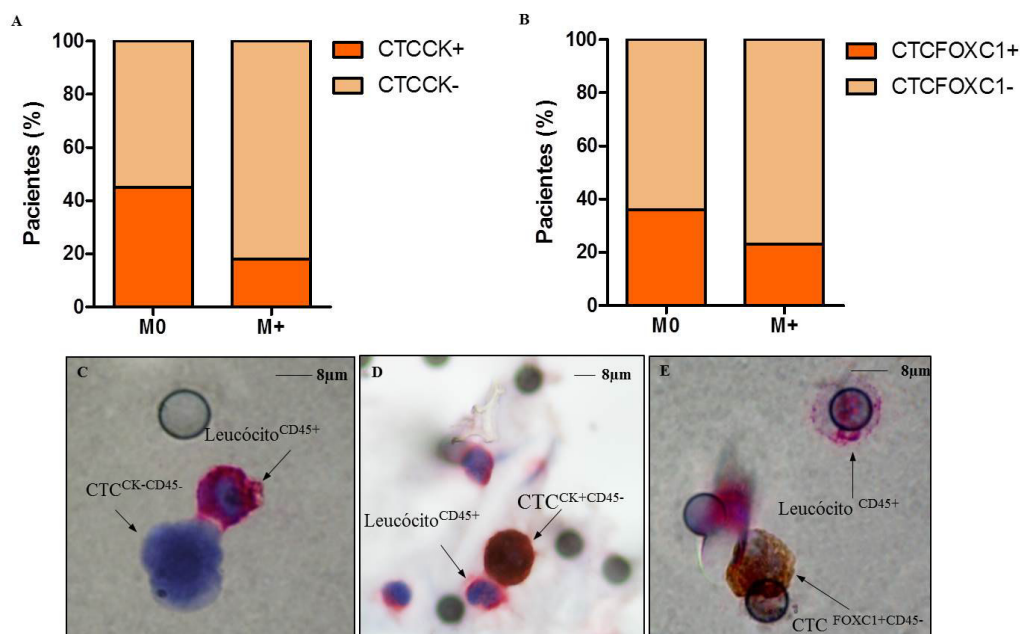 A
Pacientes (%)
100
80
60
40
20
0
M0
M+
CTCCK+
CTCCK-
B
Pacientes (%)
100
80
60
40
20
0
M0
M+
CTCFOXC1+
CTCFOXC1-
C
8µm
Leucócito CD45+
CTC CK-CD45-
D
8µm
CTC CK+CD45-
Leucócito CD45+
E
8µm
Leucócito CD45+
CTC FOXC1+CD45-